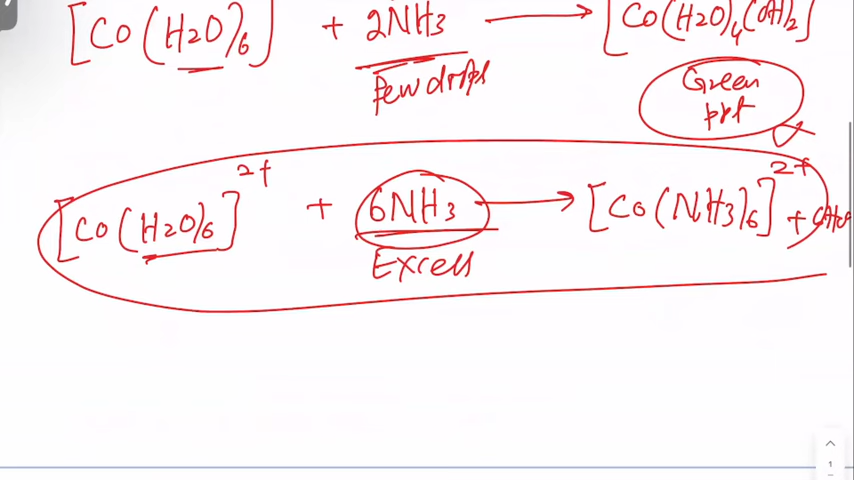 [Co(H2O)6] + 2NH3 → [Co(H2O)4(OH)2]
Few drops
Green
ppt
[Co(H2O)6]2+ + 6NH3 → [Co(NH3)6]2+ +
Excess
1